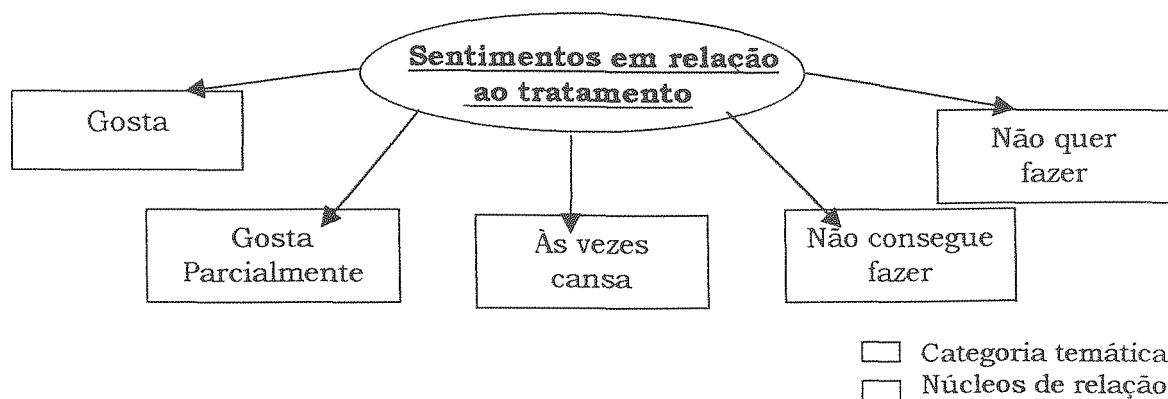 Sentimentos em relação
ao tratamento
Gosta
Não quer
fazer
Gosta
Parcialmente
Às vezes
cansa
Não consegue
fazer
Categoria temática
Núcleos de relação